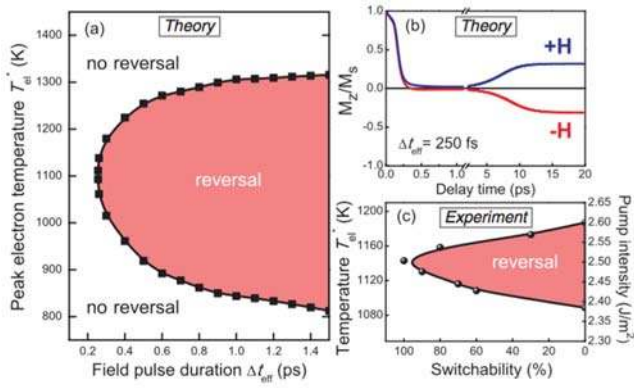 (a)
Theory
Peak electron temperature T*el (K)
1400
1300
1200
1100
1000
900
800
no reversal
reversal
no reversal
0.2 0.4 0.6 0.8 1.0 1.2 1.4
Field pulse duration Δt_eff (ps)
(b)
Theory
Mz/Ms
1.0
0.5
0.0
-0.5
-1.0
+H
-H
Δt_eff = 250 fs
0.0 0.5 1.0 5 10 15 20
Delay time (ps)
(c)
Experiment
Temperature T*el (K)
1200
1160
1120
1080
reversal
2.60
2.55
2.50
2.45
2.40
2.35
2.30
Pump intensity (J/m²)
100 80 60 40 20 0
Switchability (%)